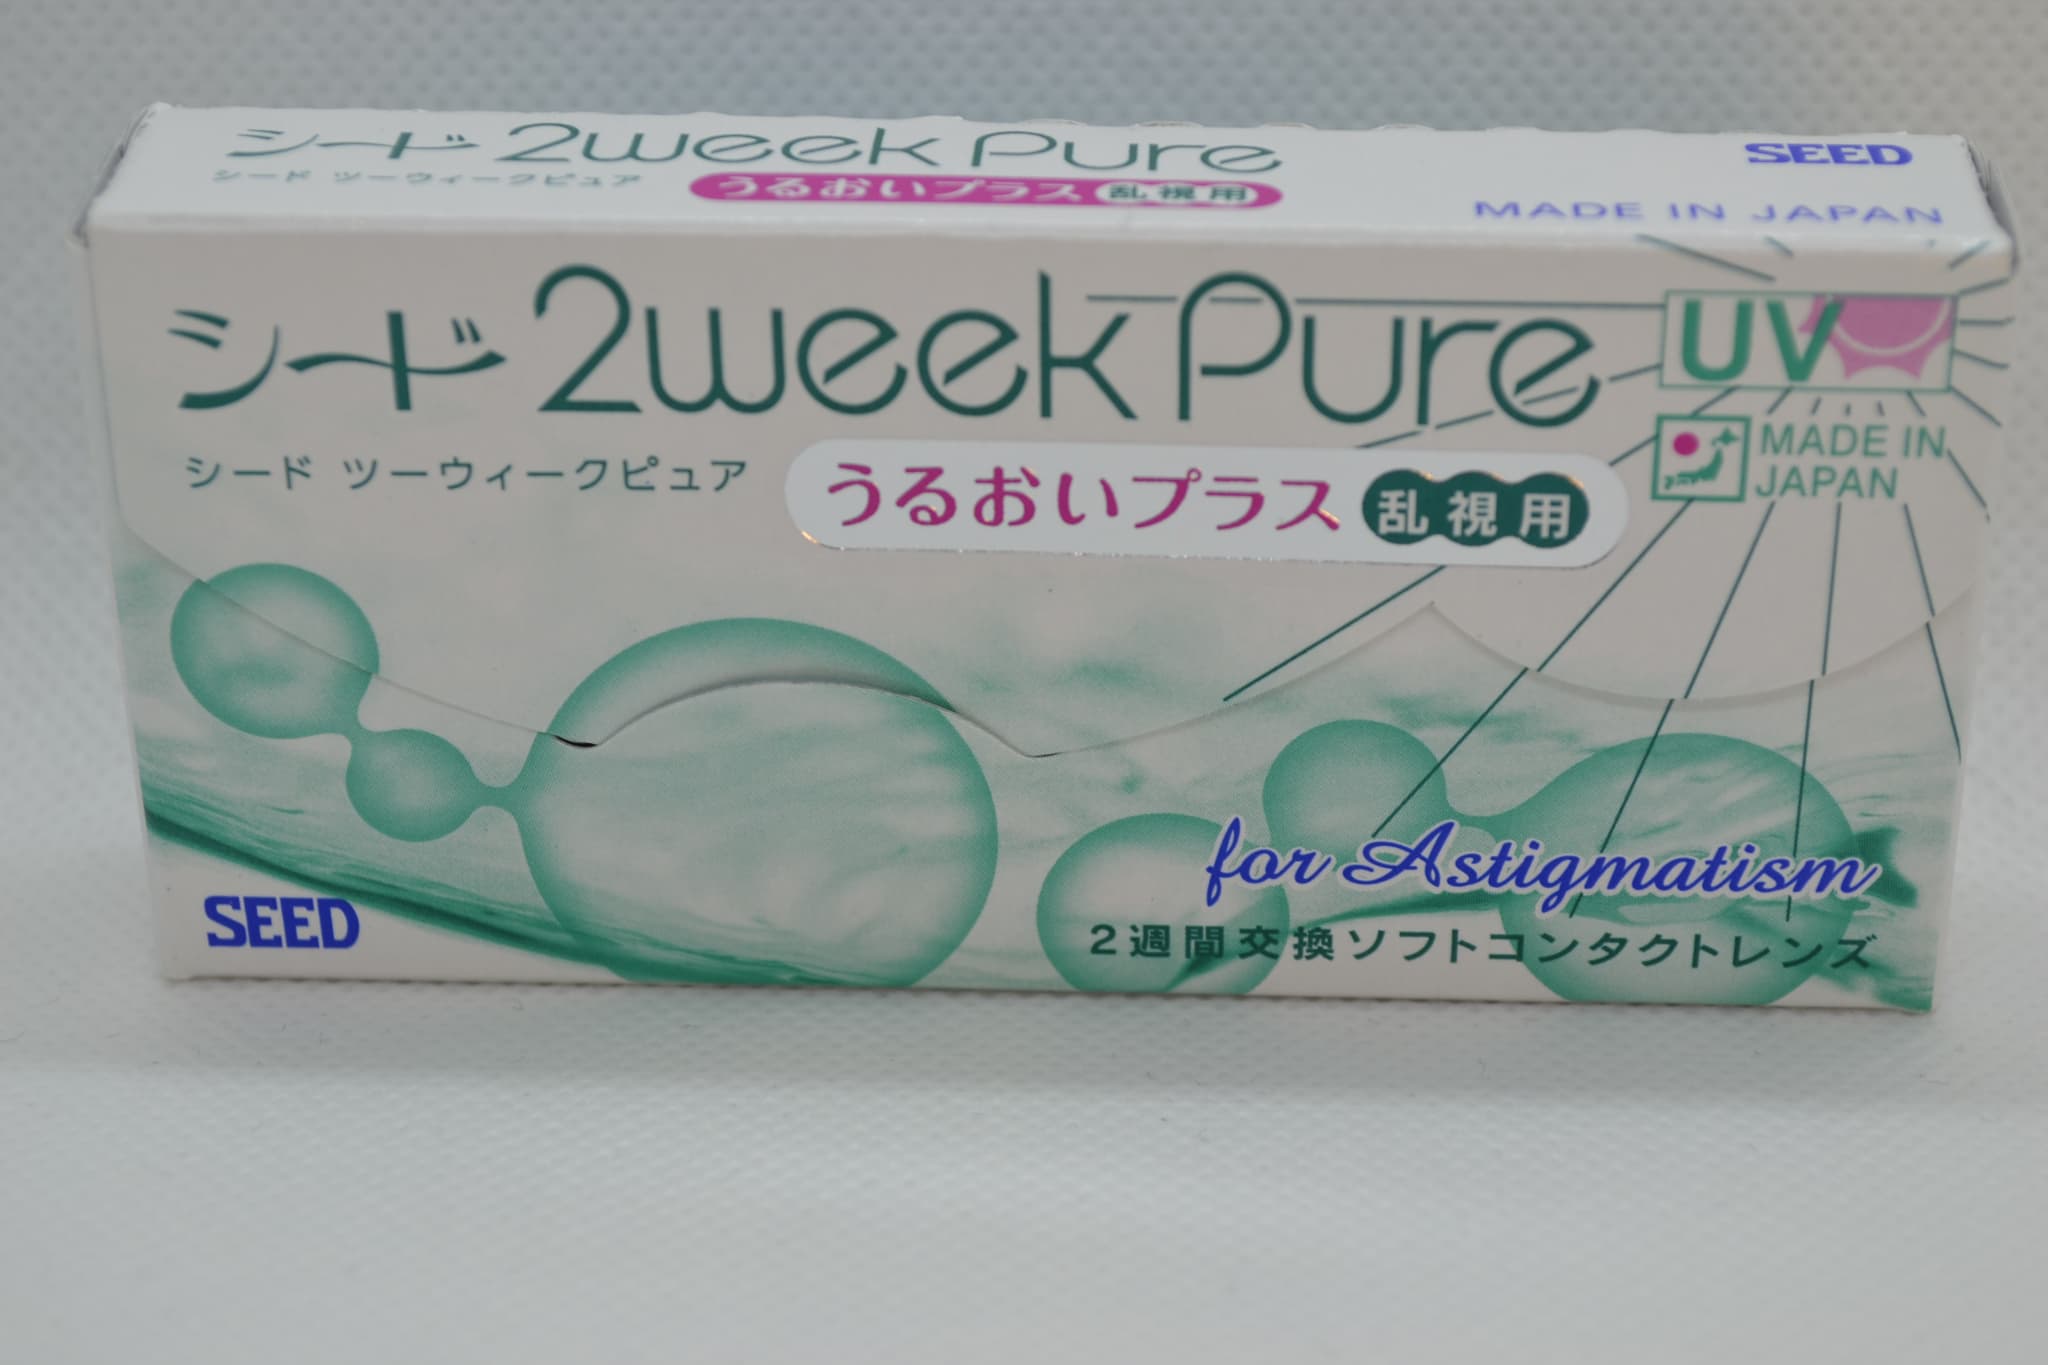 シード 2week Pure
シード ツーウィークピュア
うるおいプラス 乱視用
SEED
MADE IN JAPAN
シード 2week Pure
シード ツーウィークピュア
うるおいプラス 乱視用
UV
MADE IN
JAPAN
for Astigmatism
2週間交換ソフトコンタクトレンズ
SEED